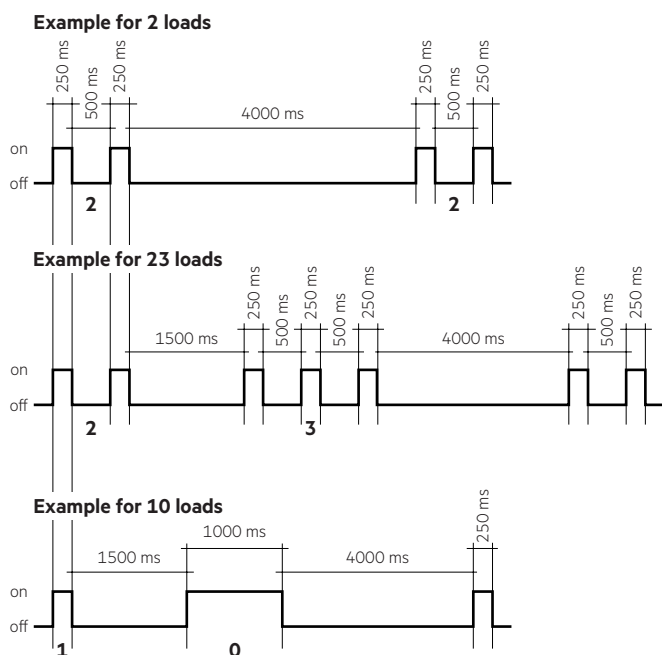 Example for 2 loads
250 ms 500 ms 250 ms 4000 ms 250 ms 500 ms 250 ms
on
off
2 2
Example for 23 loads
250 ms 500 ms 250 ms 500 ms 250 ms 250 ms 500 ms 250 ms
1500 ms 4000 ms
on
off
2 3
Example for 10 loads
1000 ms 250 ms
1500 ms 4000 ms
on
off
1 0